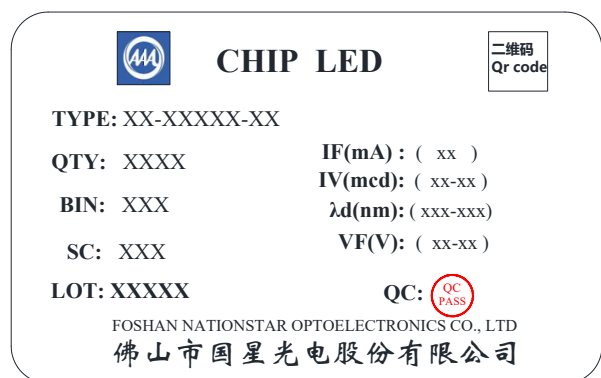 AAA
CHIP LED
二维码
Qr code
TYPE: XX-XXXXX-XX
QTY: XXXX
IF(mA) : ( xx )
IV(mcd): ( xx-xx )
BIN: XXX
λd(nm): ( xxx-xxx)
VF(V): ( xx-xx )
SC: XXX
LOT: XXXXX
QC: QC
PASS
FOSHAN NATIONSTAR OPTOELECTRONICS CO., LTD
佛山市国星光电股份有限公司